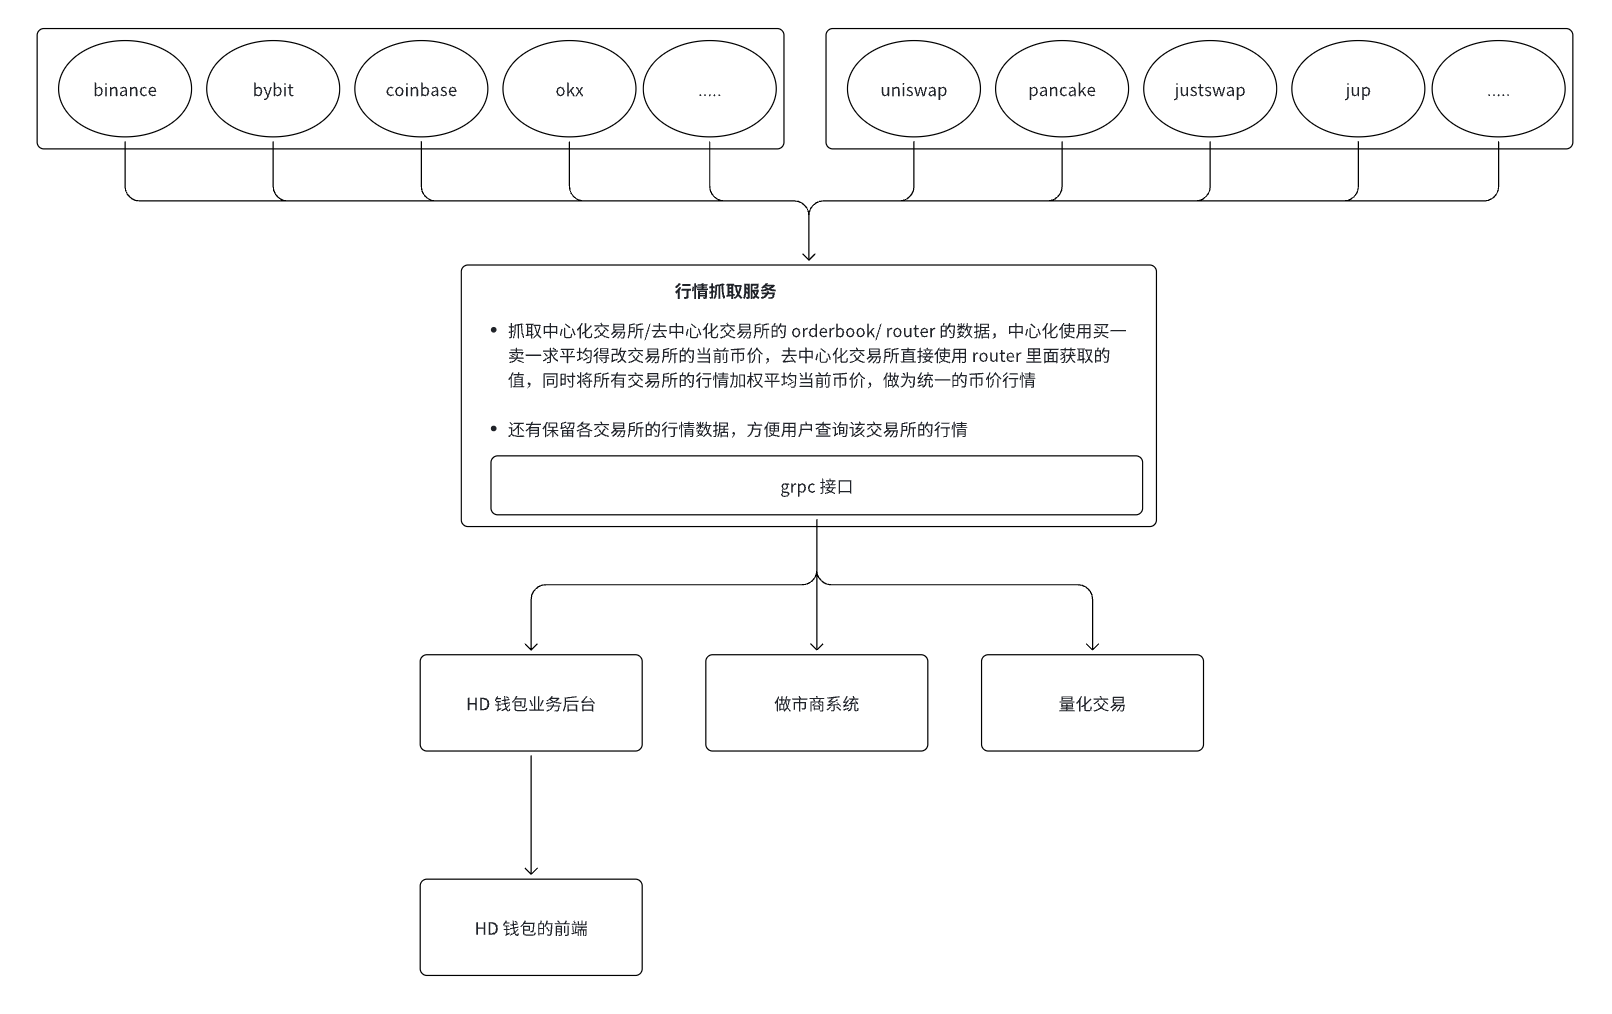 binance
bybit
coinbase
okx
.....
uniswap
pancake
justswap
jup
.....
行情抓取服务
• 抓取中心化交易所/去中心化交易所的 orderbook/ router 的数据，中心化使用买一
卖一求平均得改交易所的当前币价，去中心化交易所直接使用 router 里面获取的
值，同时将所有交易所的行情加权平均当前币价，做为统一的币价行情
• 还有保留各交易所的行情数据，方便用户查询该交易所的行情
grpc 接口
HD 钱包业务后台
做市商系统
量化交易
HD 钱包的前端